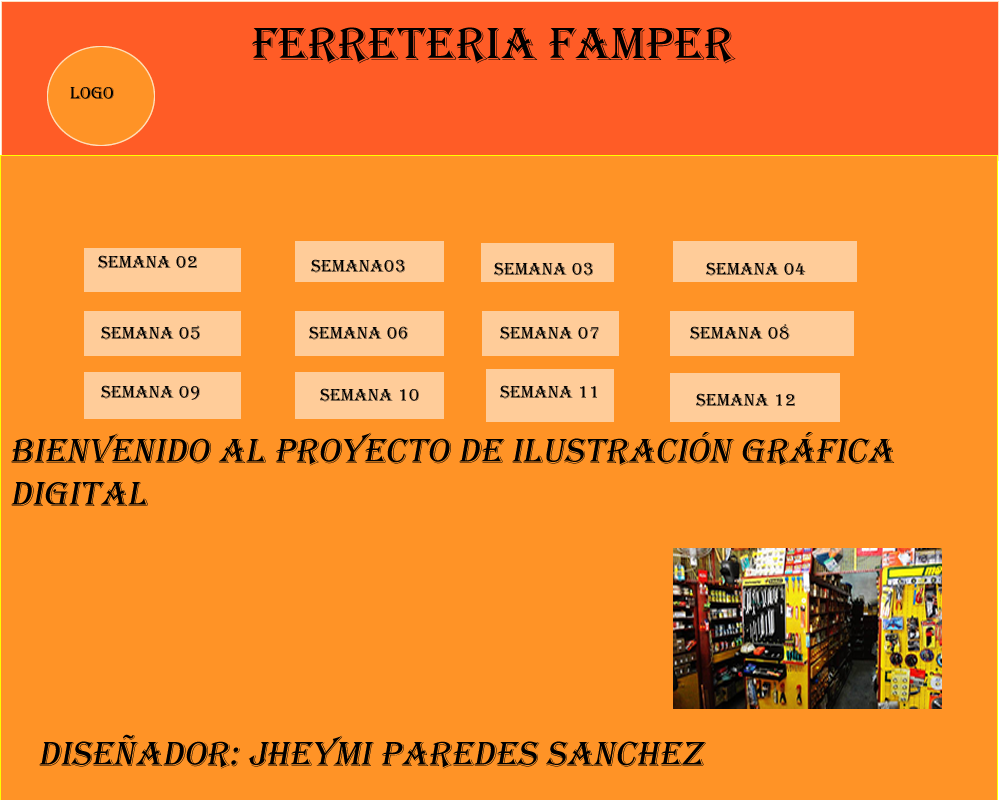 FERRETERIA FAMPER
LOGO
SEMANA 02
SEMANA03
SEMANA 03
SEMANA 04
SEMANA 05
SEMANA 06
SEMANA 07
SEMANA 08
SEMANA 09
SEMANA 10
SEMANA 11
SEMANA 12
BIENVENIDO AL PROYECTO DE ILUSTRACIÓN GRÁFICA
DIGITAL
DISEÑADOR: JHEYMI PAREDES SANCHEZ